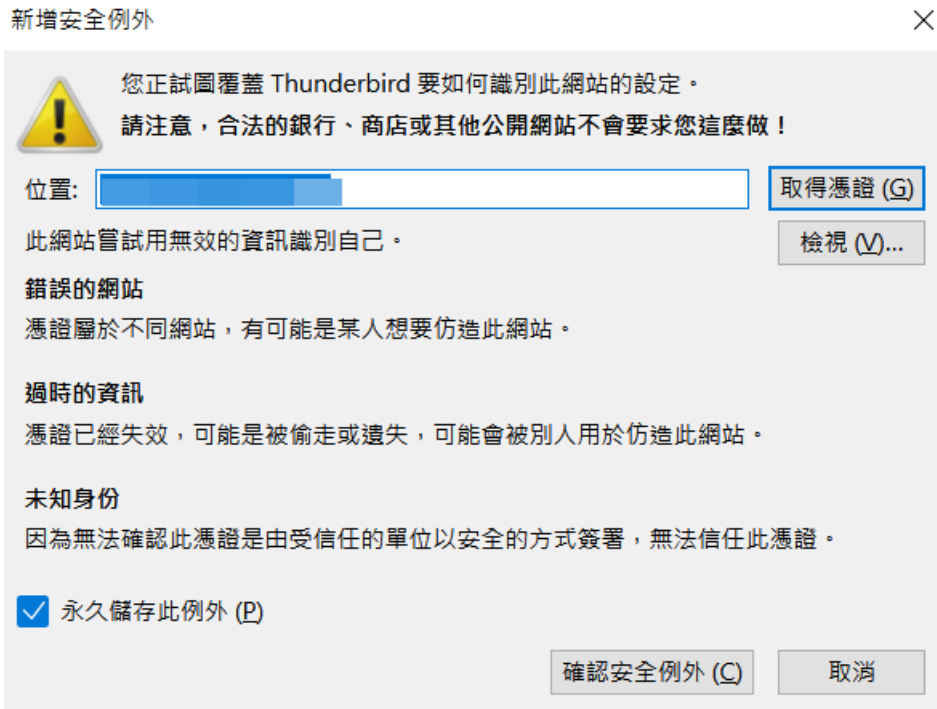 新增安全例外
您正試圖覆蓋 Thunderbird 要如何識別此網站的設定。
請注意，合法的銀行、商店或其他公開網站不會要求您這麼做！
位置:
取得憑證 (G)
此網站嘗試用無效的資訊識別自己。
檢視 (V)...
錯誤的網站
憑證屬於不同網站，有可能是某人想要仿造此網站。
過時的資訊
憑證已經失效，可能是被偷走或遺失，可能會被別人用於仿造此網站。
未知身份
因為無法確認此憑證是由受信任的單位以安全的方式簽署，無法信任此憑證。
永久儲存此例外 (P)
確認安全例外 (C)
取消